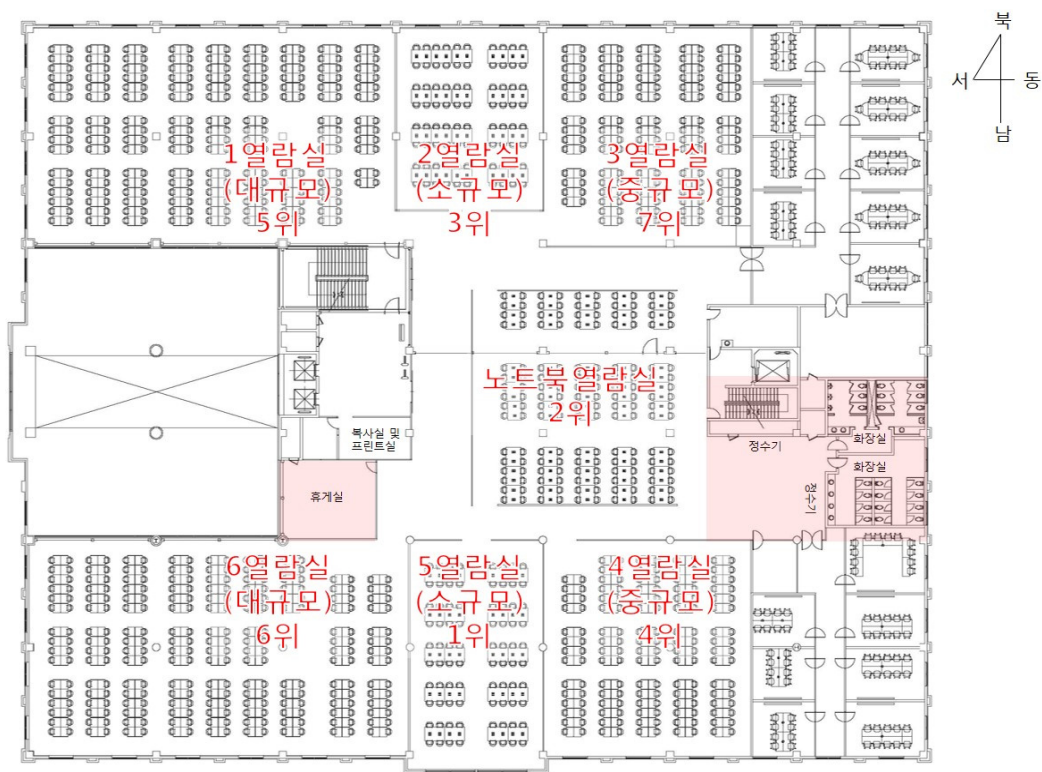 북
서 동
남
1열람실
(대규모)
5위
2열람실
(소규모)
3위
3열람실
(중규모)
7위
노트북열람실
2위
복사실 및
프린트실
휴게실
정수기
화장실
화장실
정수기
6열람실
(대규모)
6위
5열람실
(소규모)
1위
4열람실
(중규모)
4위